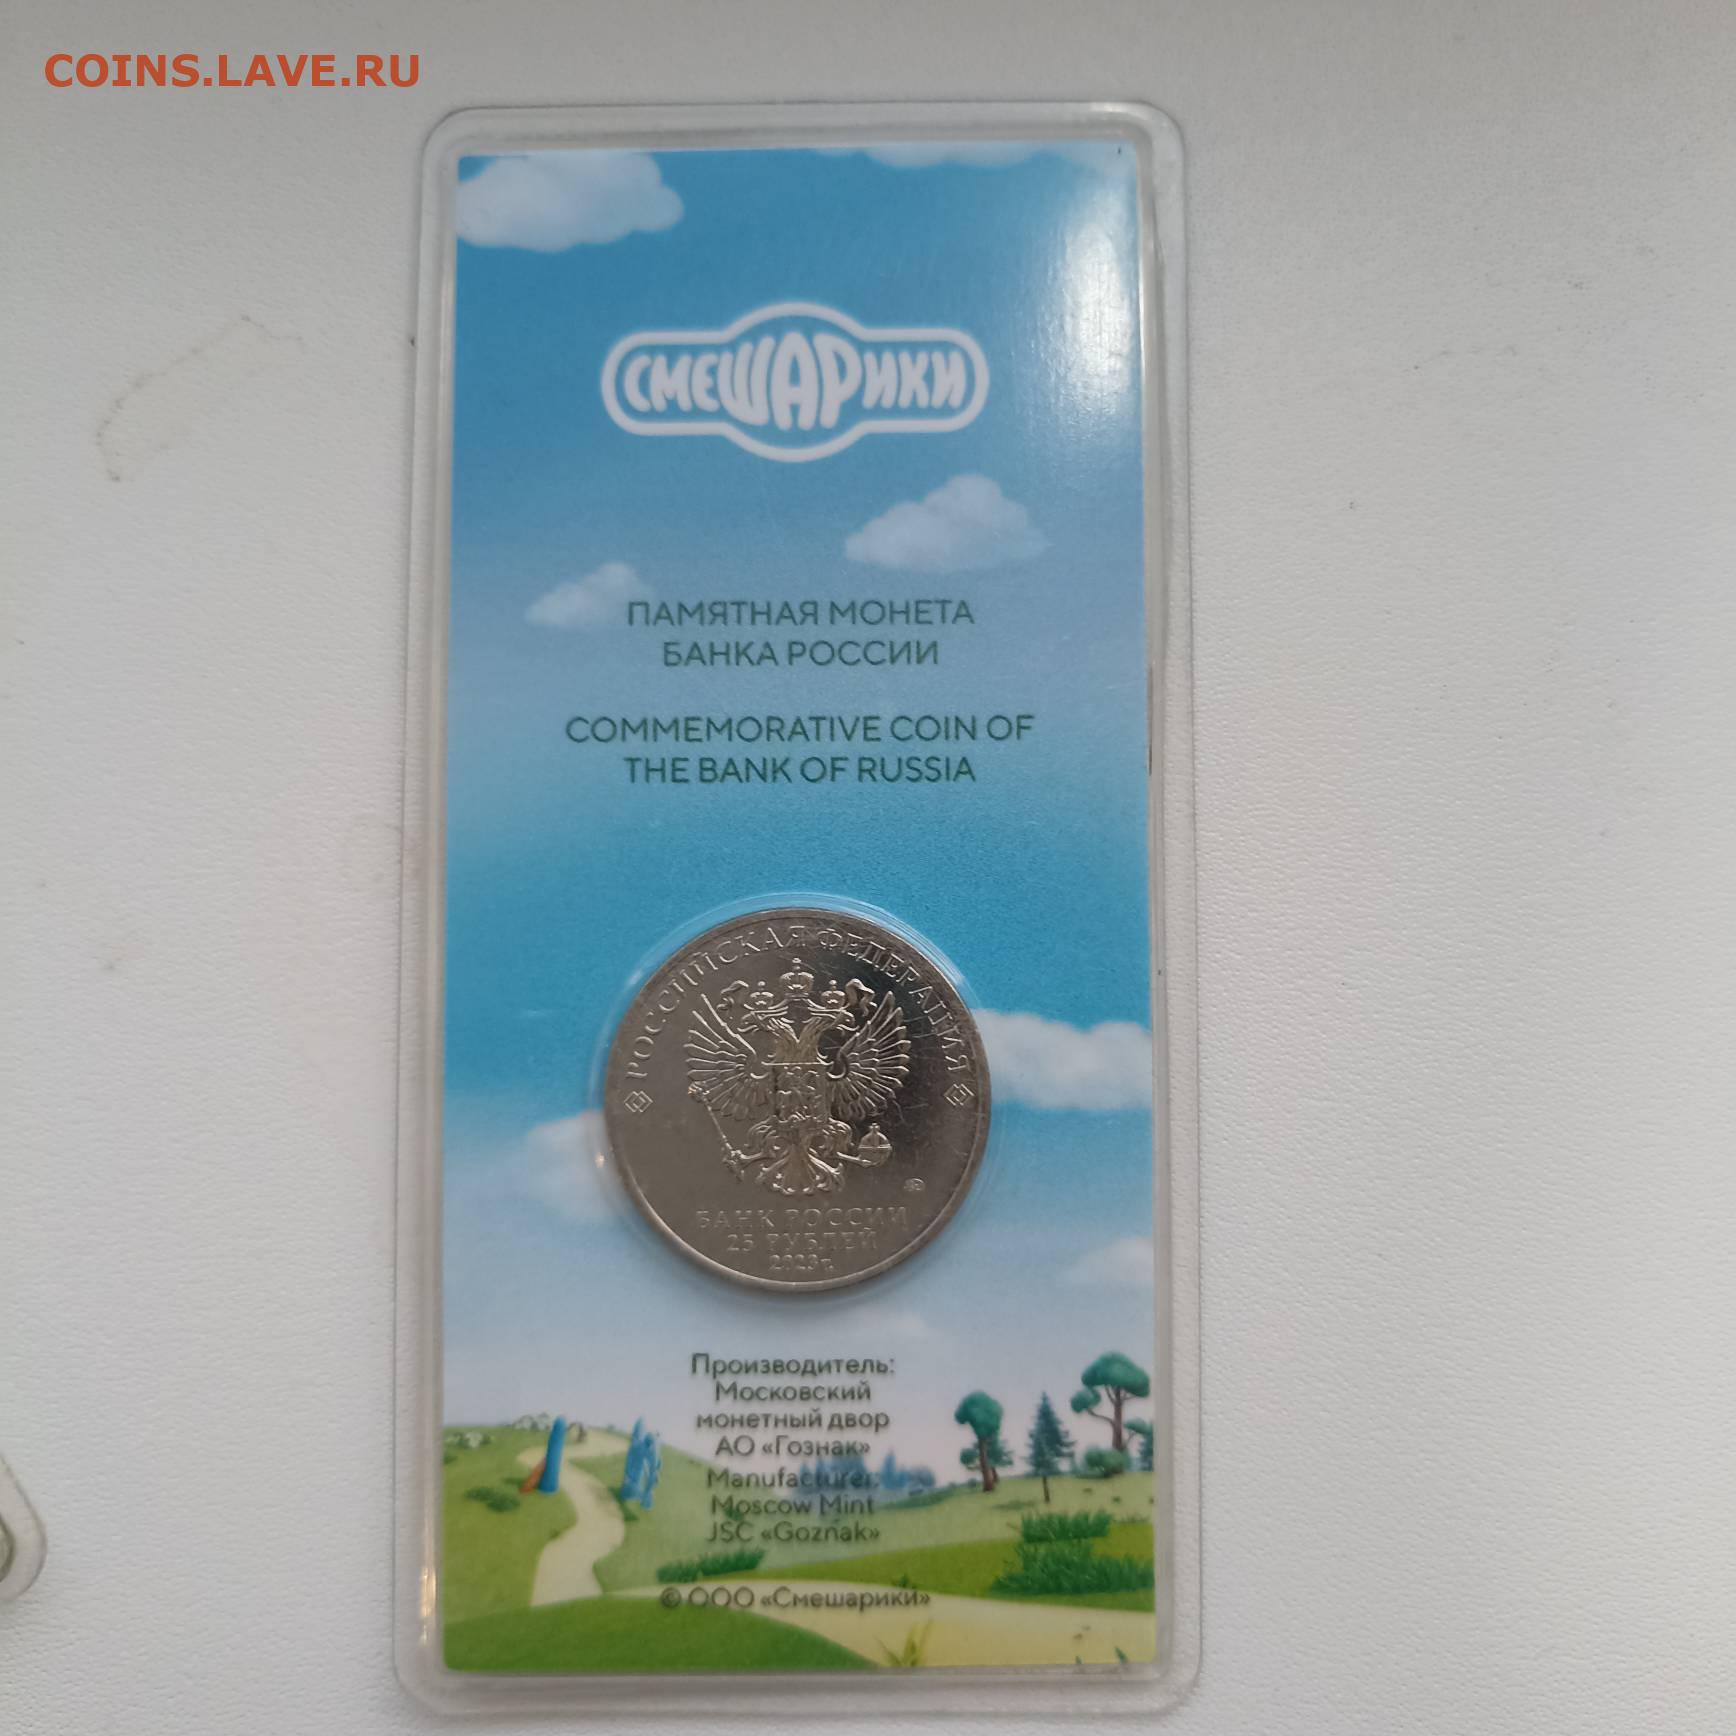 COINS.LAVE.RU
СМЕШАРИКИ
ПАМЯТНАЯ МОНЕТА
БАНКА РОССИИ
COMMEMORATIVE COIN OF
THE BANK OF RUSSIA
РОССИЙСКАЯ ФЕДЕРАЦИЯ
БАНК РОССИИ
25 РУБЛЕЙ
2023 г.
Производитель:
Московский
монетный двор
АО «Гознак»
Manufacturer:
Moscow Mint
JSC «Goznak»
© ООО «Смешарики»